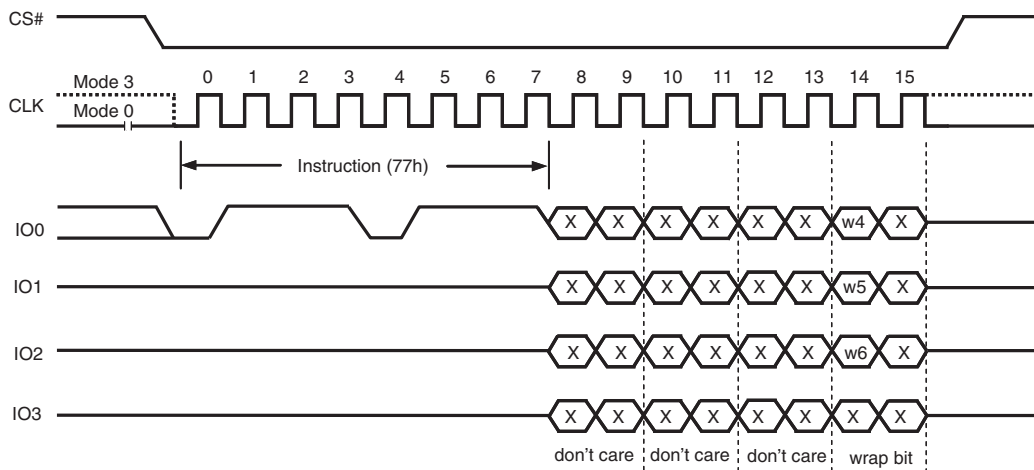 CS#
0 1 2 3 4 5 6 7 8 9 10 11 12 13 14 15
Mode 3
CLK
Mode 0
Instruction (77h)
IO0 X X X X X X w4 X
IO1 X X X X X X w5 X
IO2 X X X X X X w6 X
IO3 X X X X X X X X
don't care don't care don't care wrap bit